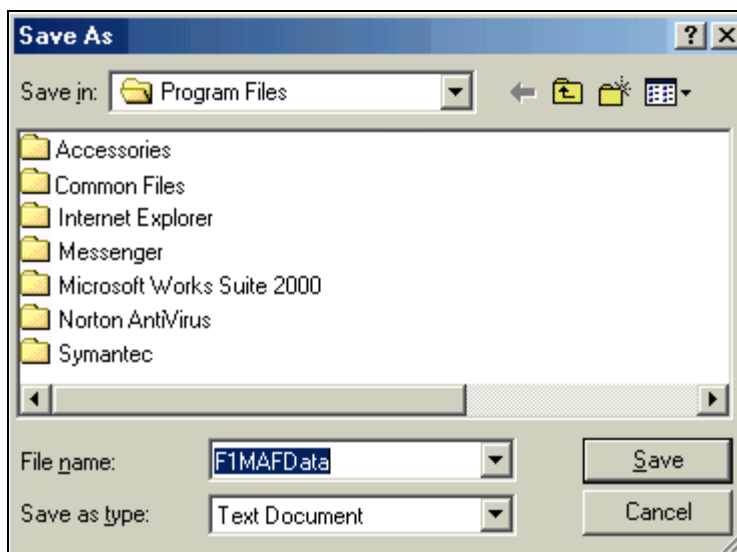 Save As
Save in: Program Files
Accessories
Common Files
Internet Explorer
Messenger
Microsoft Works Suite 2000
Norton AntiVirus
Symantec
File name: F1MAFData Save
Save as type: Text Document Cancel